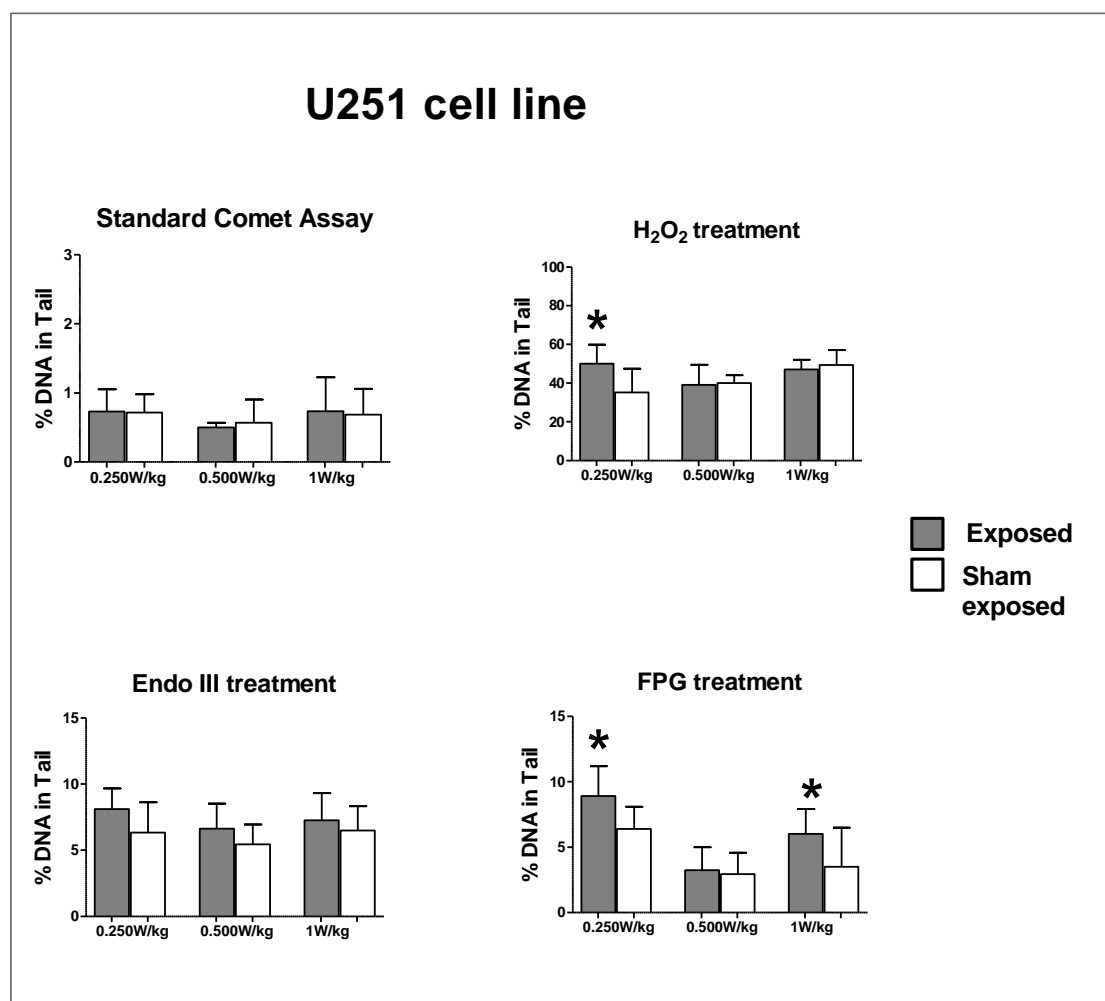 U251 cell line
Standard Comet Assay
% DNA in Tail
3
2
1
0
0.250W/kg 0.500W/kg 1W/kg
H₂O₂ treatment
% DNA in Tail
100
80
60
40
20
0
*
0.250W/kg 0.500W/kg 1W/kg
Exposed
Sham
exposed
Endo III treatment
% DNA in Tail
15
10
5
0
0.250W/kg 0.500W/kg 1W/kg
FPG treatment
% DNA in Tail
15
10
5
0
*
*
0.250W/kg 0.500W/kg 1W/kg